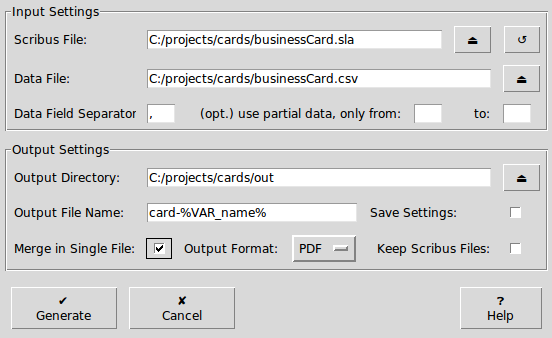 Input Settings
Scribus File: C:/projects/cards/businessCard.sla
Data File: C:/projects/cards/businessCard.csv
Data Field Separator , (opt.) use partial data, only from: to:
Output Settings
Output Directory: C:/projects/cards/out
Output File Name: card-%VAR_name% Save Settings:
Merge in Single File: Output Format: PDF Keep Scribus Files:
Generate Cancel ? Help